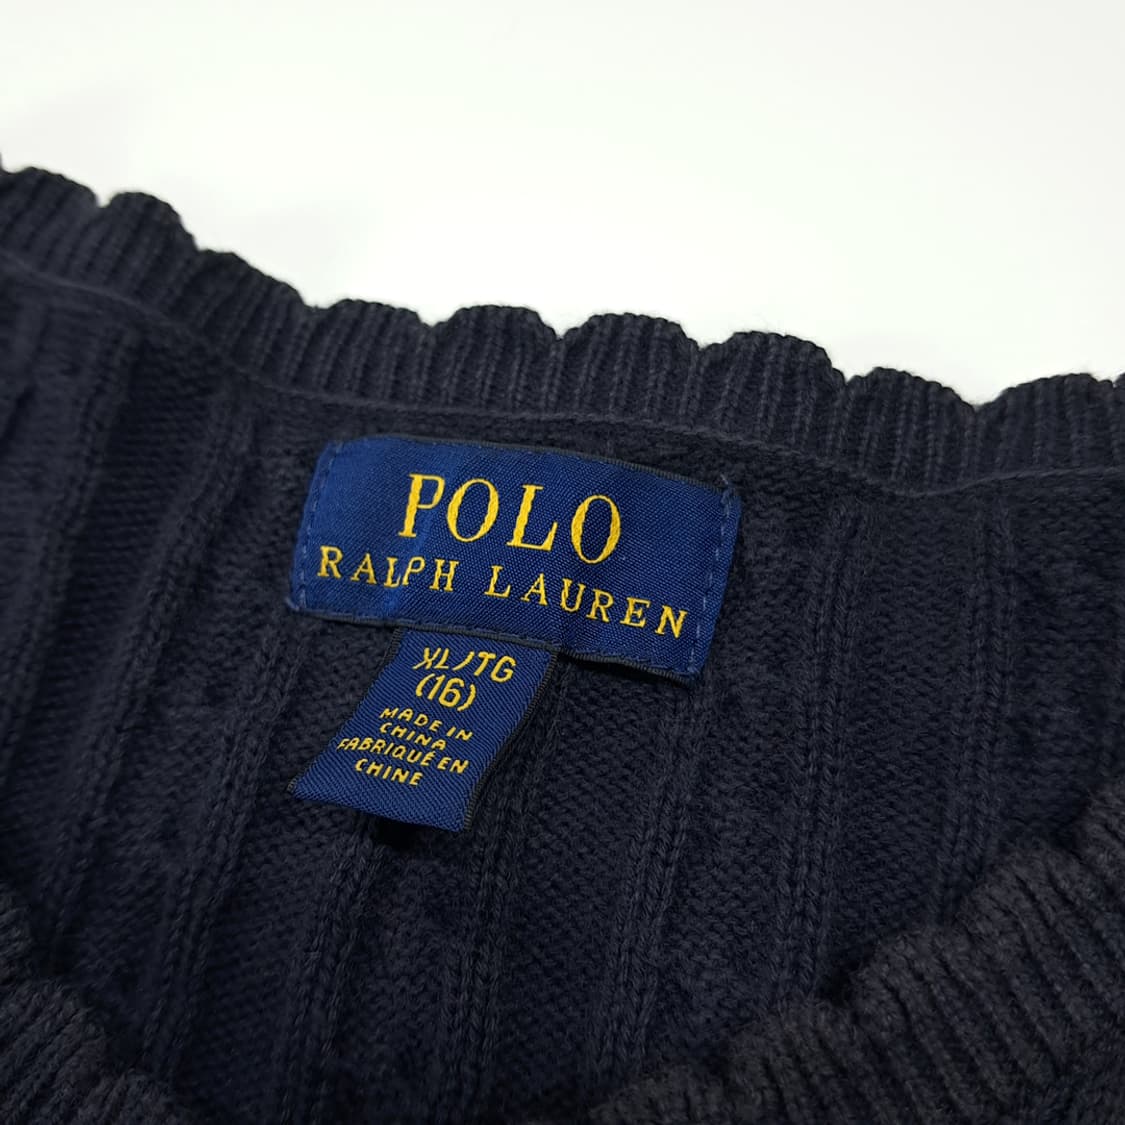 POLO
RALPH LAUREN
XL/TG
(16)
MADE IN
CHINA
FABRIQUÉ EN
CHINE